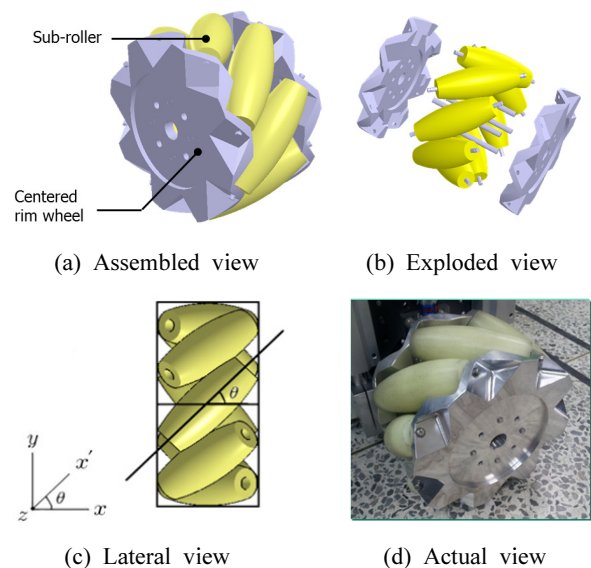 Sub-roller
Centered
rim wheel
(a) Assembled view
(b) Exploded view
θ
y
x′
θ
z
x
(c) Lateral view
(d) Actual view